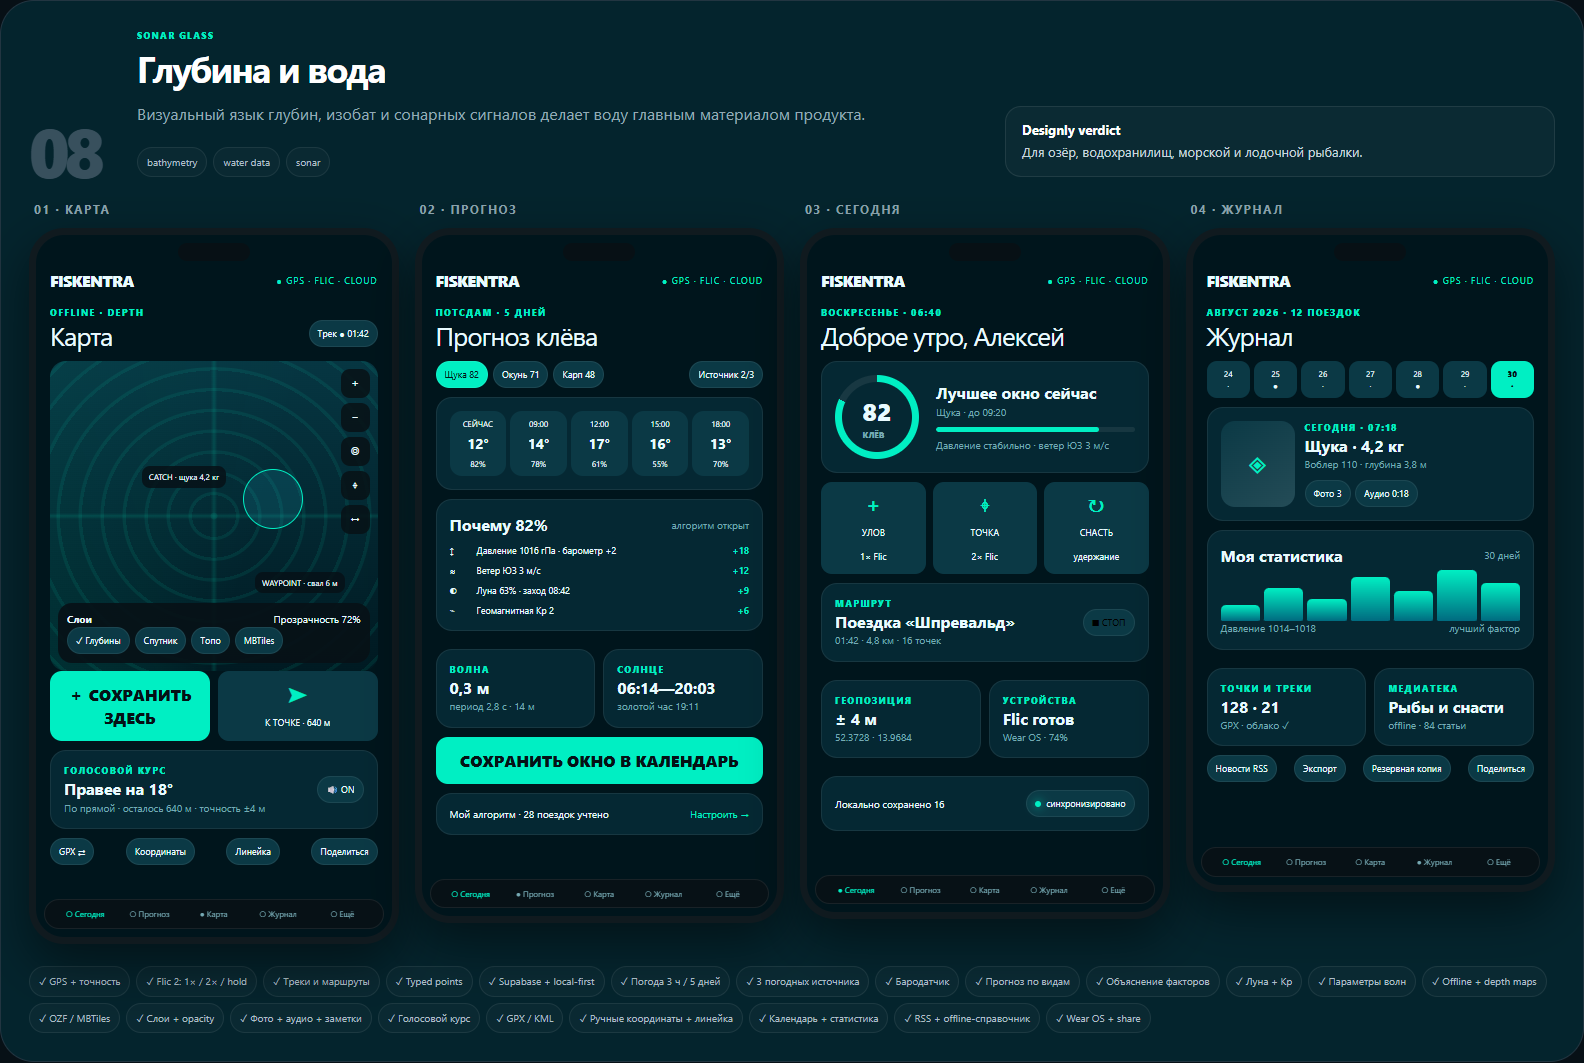 SONAR GLASS
Глубина и вода
Визуальный язык глубин, изобат и сонарных сигналов делает воду главным материалом продукта.
08
bathymetry
water data
sonar
Designly verdict
Для озёр, водохранилищ, морской и лодочной рыбалки.
01 · КАРТА
FISKENTRA
● GPS · FLIC · CLOUD
OFFLINE · DEPTH
Карта
Трек ● 01:42
+
−
◎
⌖
↔
CATCH · щука 4,2 кг
WAYPOINT · свал 6 м
Слои
Прозрачность 72%
✓ Глубины
Спутник
Топо
MBTiles
+ СОХРАНИТЬ
ЗДЕСЬ
➤
К ТОЧКЕ · 640 м
ГОЛОСОВОЙ КУРС
Правее на 18°
По прямой · осталось 640 м · точность ±4 м
🔊 ON
GPX ⇄
Координаты
Линейка
Поделиться
○ Сегодня
○ Прогноз
● Карта
○ Журнал
○ Ещё
02 · ПРОГНОЗ
FISKENTRA
● GPS · FLIC · CLOUD
ПОТСДАМ · 5 ДНЕЙ
Прогноз клёва
Щука 82
Окунь 71
Карп 48
Источник 2/3
СЕЙЧАС
12°
82%
09:00
14°
78%
12:00
17°
61%
15:00
16°
55%
18:00
13°
70%
Почему 82%
алгоритм открыт
↕ Давление 1016 гПа · барометр +2 +18
≈ Ветер ЮЗ 3 м/с +12
◐ Луна 63% · заход 08:42 +9
~ Геомагнитная Кр 2 +6
ВОЛНА
0,3 м
период 2,8 с · 14 м
СОЛНЦЕ
06:14—20:03
золотой час 19:11
СОХРАНИТЬ ОКНО В КАЛЕНДАРЬ
Мой алгоритм · 28 поездок учтено
Настроить →
○ Сегодня
● Прогноз
○ Карта
○ Журнал
○ Ещё
03 · СЕГОДНЯ
FISKENTRA
● GPS · FLIC · CLOUD
ВОСКРЕСЕНЬЕ · 06:40
Доброе утро, Алексей
82
КЛЁВ
Лучшее окно сейчас
Щука · до 09:20
Давление стабильно · ветер ЮЗ 3 м/с
+
УЛОВ
1× Flic
⌖
ТОЧКА
2× Flic
↻
СНАСТЬ
удержание
МАРШРУТ
Поездка «Шпревальд»
01:42 · 4,8 км · 16 точек
■ СТОП
ГЕОПОЗИЦИЯ
± 4 м
52.3728 · 13.9684
УСТРОЙСТВА
Flic готов
Wear OS · 74%
Локально сохранено 16
● синхронизировано
● Сегодня
○ Прогноз
○ Карта
○ Журнал
○ Ещё
04 · ЖУРНАЛ
FISKENTRA
● GPS · FLIC · CLOUD
АВГУСТ 2026 · 12 ПОЕЗДОК
Журнал
24
·
25
●
26
·
27
·
28
●
29
·
30
·
◈
СЕГОДНЯ · 07:18
Щука · 4,2 кг
Воблер 110 · глубина 3,8 м
Фото 3
Аудио 0:18
Моя статистика
30 дней
Давление 1014–1018
лучший фактор
ТОЧКИ И ТРЕКИ
128 · 21
GPX · облако ✓
МЕДИАТЕКА
Рыбы и снасти
offline · 84 статьи
Новости RSS
Экспорт
Резервная копия
Поделиться
○ Сегодня
○ Прогноз
○ Карта
● Журнал
○ Ещё
✓ GPS + точность
✓ Flic 2: 1× / 2× / hold
✓ Треки и маршруты
✓ Typed points
✓ Supabase + local-first
✓ Погода 3 ч / 5 дней
✓ 3 погодных источника
✓ Бародатчик
✓ Прогноз по видам
✓ Объяснение факторов
✓ Луна + Кр
✓ Параметры волн
✓ Offline + depth maps
✓ OZF / MBTiles
✓ Слои + opacity
✓ Фото + аудио + заметки
✓ Голосовой курс
✓ GPX / KML
✓ Ручные координаты + линейка
✓ Календарь + статистика
✓ RSS + offline-справочник
✓ Wear OS + share